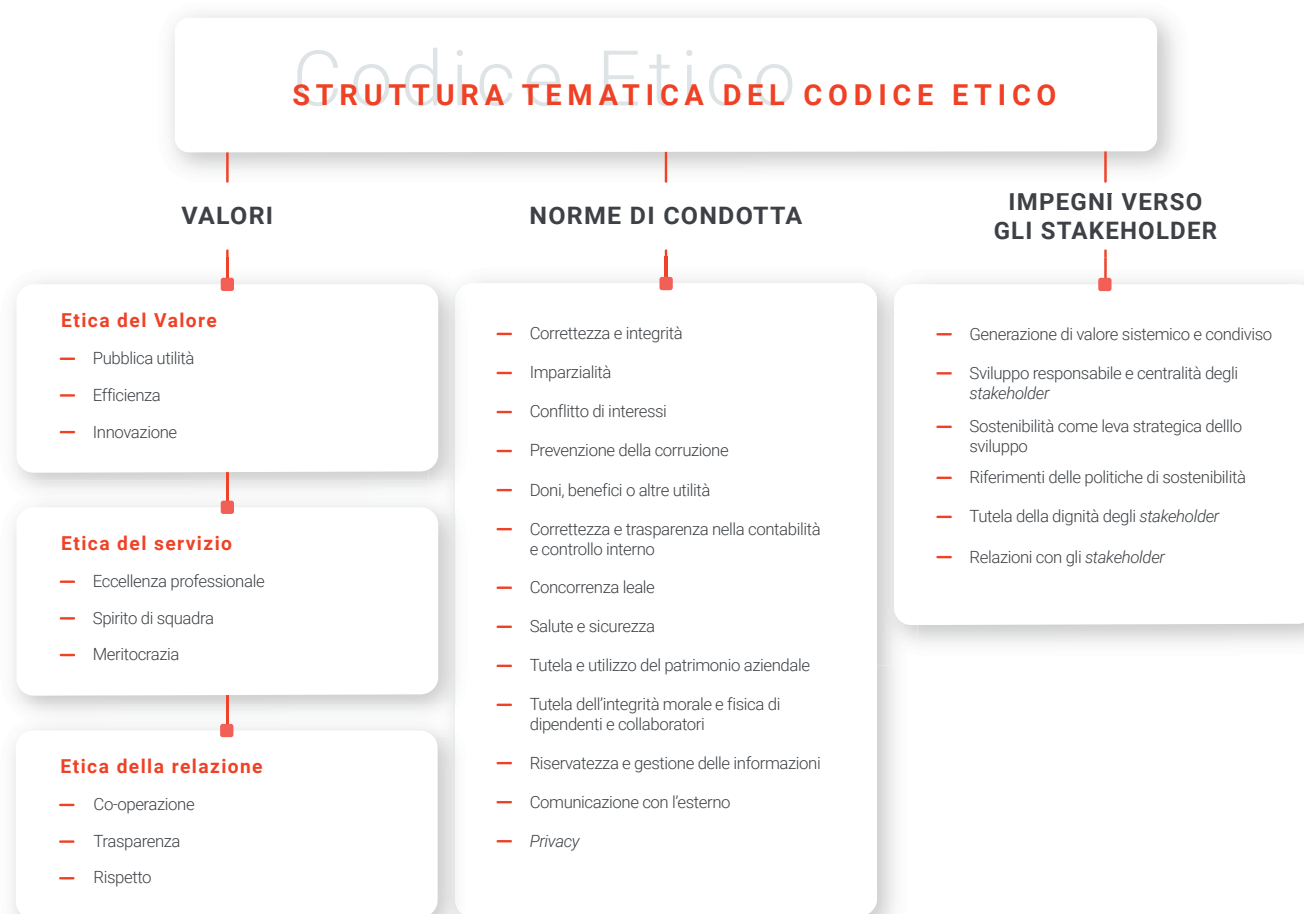 Codice Etico
STRUTTURA TEMATICA DEL CODICE ETICO
VALORI
Etica del Valore
Pubblica utilità
Efficienza
Innovazione
Etica del servizio
Eccellenza professionale
Spirito di squadra
Meritocrazia
Etica della relazione
Co-operazione
Trasparenza
Rispetto
NORME DI CONDOTTA
Correttezza e integrità
Imparzialità
Conflitto di interessi
Prevenzione della corruzione
Doni, benefici o altre utilità
Correttezza e trasparenza nella contabilità
e controllo interno
Concorrenza leale
Salute e sicurezza
Tutela e utilizzo del patrimonio aziendale
Tutela dell'integrità morale e fisica di
dipendenti e collaboratori
Riservatezza e gestione delle informazioni
Comunicazione con l'esterno
Privacy
IMPEGNI VERSO
GLI STAKEHOLDER
Generazione di valore sistemico e condiviso
Sviluppo responsabile e centralità degli
stakeholder
Sostenibilità come leva strategica delllo
sviluppo
Riferimenti delle politiche di sostenibilità
Tutela della dignità degli stakeholder
Relazioni con gli stakeholder